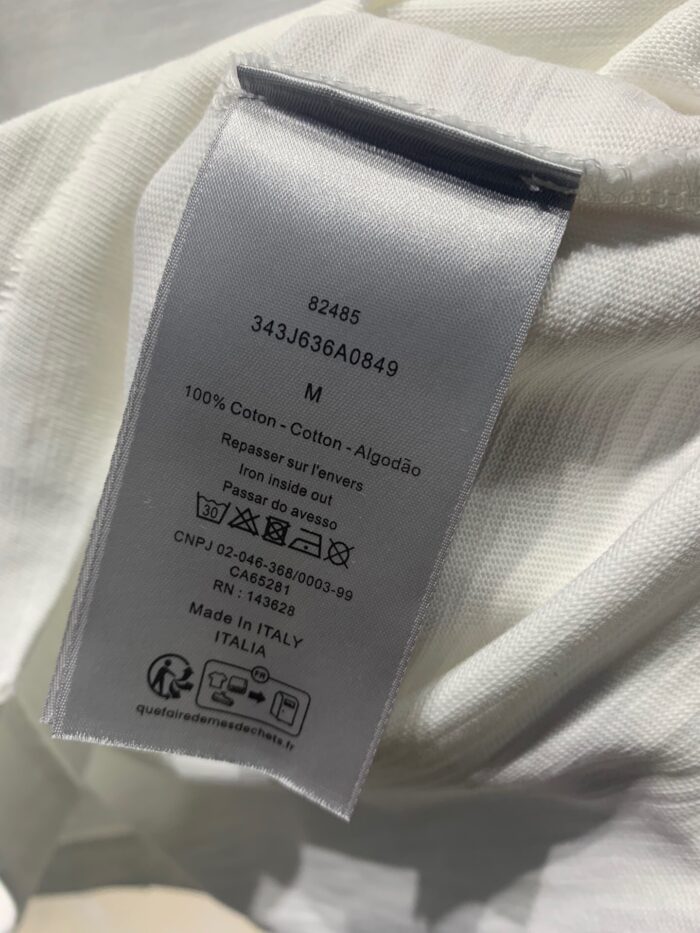 82485
343J636A0849
M
100% Coton - Cotton - Algodão
Repasser sur l'envers
Iron inside out
Passar do avesso
30
CNPJ 02-046-368/0003-99
CA65281
RN : 143628
Made In ITALY
ITALIA
FR
quefairedemesdechets.fr